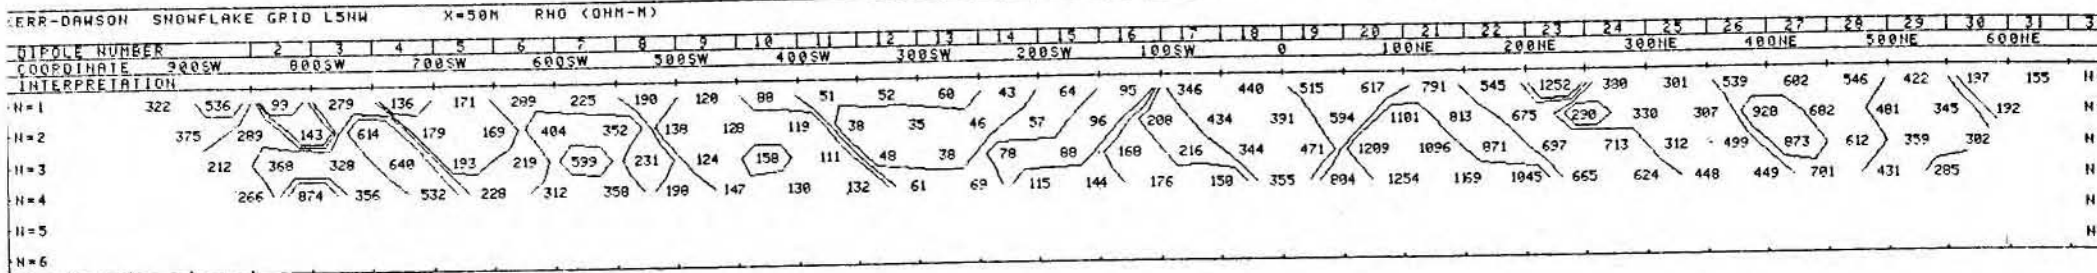 ERR-DAWSON SNOWFLAKE GRID L5NW X=50M RHO (OHM-M)
DIPOLE NUMBER 2 3 4 5 6 7 8 9 10 11 12 13 14 15 16 17 18 19 20 21 22 23 24 25 26 27 28 29 30 31 3
COORDINATE 900SW 800SW 700SW 600SW 500SW 400SW 300SW 200SW 100SW 0 100NE 200NE 300NE 400NE 500NE 600NE
INTERPRETATION
N=1 322 536 99 279 136 171 209 225 190 120 88 51 52 60 43 64 95 346 440 515 617 791 545 1252 330 301 539 602 546 422 197 155 N
N=2 375 289 143 614 179 169 404 352 138 128 119 38 35 46 57 96 208 434 391 594 1101 813 675 290 330 307 928 682 481 345 192 N
N=3 212 368 328 640 193 219 599 231 124 158 111 48 38 78 88 168 216 344 471 1209 1096 871 697 713 312 499 873 612 359 302 N
N=4 266 874 356 532 228 312 358 198 147 130 132 61 69 115 144 176 150 355 804 1254 1169 1045 665 624 448 449 701 431 285 N
N=5 N
N=6 N